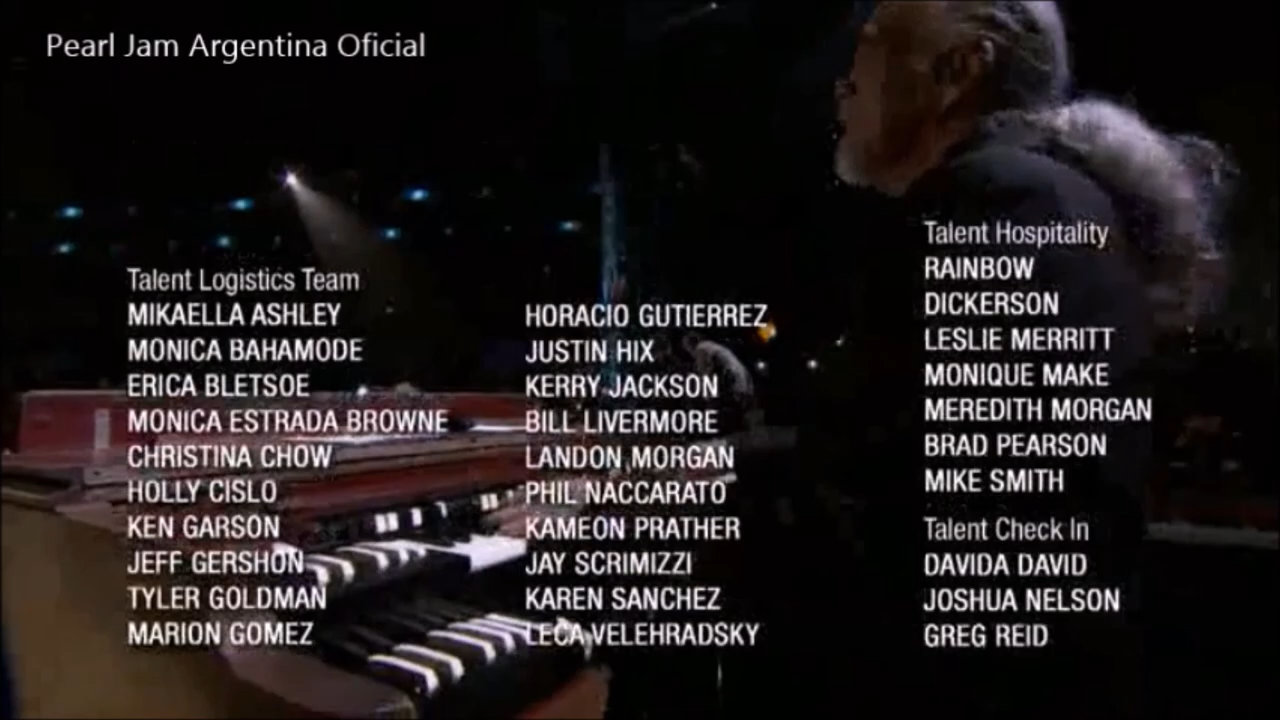 Pearl Jam Argentina Oficial
Talent Logistics Team
MIKAELLA ASHLEY
MONICA BAHAMODE
ERICA BLETSOE
MONICA ESTRADA BROWNE
CHRISTINA CHOW
HOLLY CISLO
KEN GARSON
JEFF GERSHON
TYLER GOLDMAN
MARION GOMEZ
HORACIO GUTIERREZ
JUSTIN HIX
KERRY JACKSON
BILL LIVERMORE
LANDON MORGAN
PHIL NACCARATO
KAMEON PRATHER
JAY SCRIMIZZI
KAREN SANCHEZ
LECA VELEHRADSKY
Talent Hospitality
RAINBOW
DICKERSON
LESLIE MERRITT
MONIQUE MAKE
MEREDITH MORGAN
BRAD PEARSON
MIKE SMITH
Talent Check In
DAVIDA DAVID
JOSHUA NELSON
GREG REID